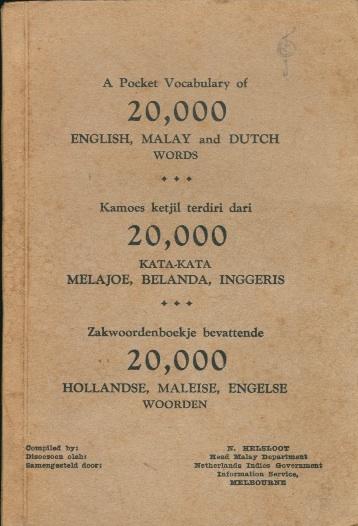 A Pocket Vocabulary of
20,000
ENGLISH, MALAY and DUTCH
WORDS
Kamoes ketjil terdiri dari
20,000
KATA-KATA
MELAJOE, BELANDA, INGGERIS
Zakwoordenboekje bevattende
20,000
HOLLANDSE, MALEISE, ENGELSE
WOORDEN
Compiled by:
Disoesoen oleh:
Samengesteld door:
N. HELSLOOT
Head Malay Department
Netherlands Indies Government
Information Service,
MELBOURNE